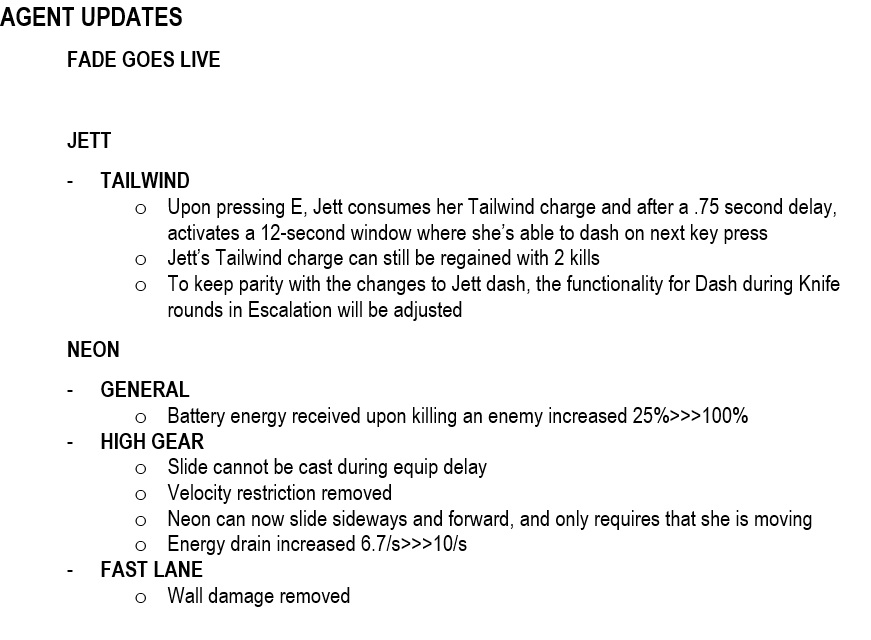 AGENT UPDATES
FADE GOES LIVE
JETT
- TAILWIND
o Upon pressing E, Jett consumes her Tailwind charge and after a .75 second delay,
activates a 12-second window where she's able to dash on next key press
o Jett's Tailwind charge can still be regained with 2 kills
o To keep parity with the changes to Jett dash, the functionality for Dash during Knife
rounds in Escalation will be adjusted
NEON
- GENERAL
o Battery energy received upon killing an enemy increased 25%>>>100%
- HIGH GEAR
o Slide cannot be cast during equip delay
o Velocity restriction removed
o Neon can now slide sideways and forward, and only requires that she is moving
o Energy drain increased 6.7/s>>>10/s
- FAST LANE
o Wall damage removed